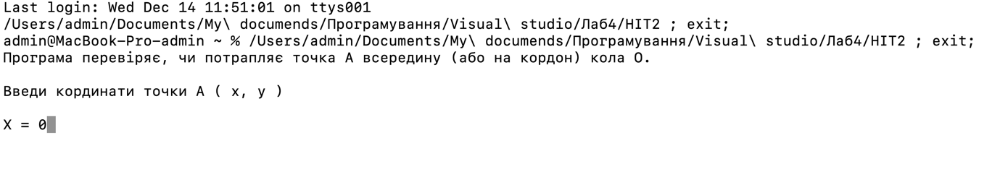 Last login: Wed Dec 14 11:51:01 on ttys001
/Users/admin/Documents/My\ documends/Програмування/Visual\ studio/Лаб4/HIT2 ; exit;
admin@MacBook-Pro-admin ~ % /Users/admin/Documents/My\ documends/Програмування/Visual\ studio/Лаб4/HIT2 ; exit;
Програма перевіряє, чи потрапляє точка А всередину (або на кордон) кола О.
Введи кординати точки А ( х, у )
X = 0